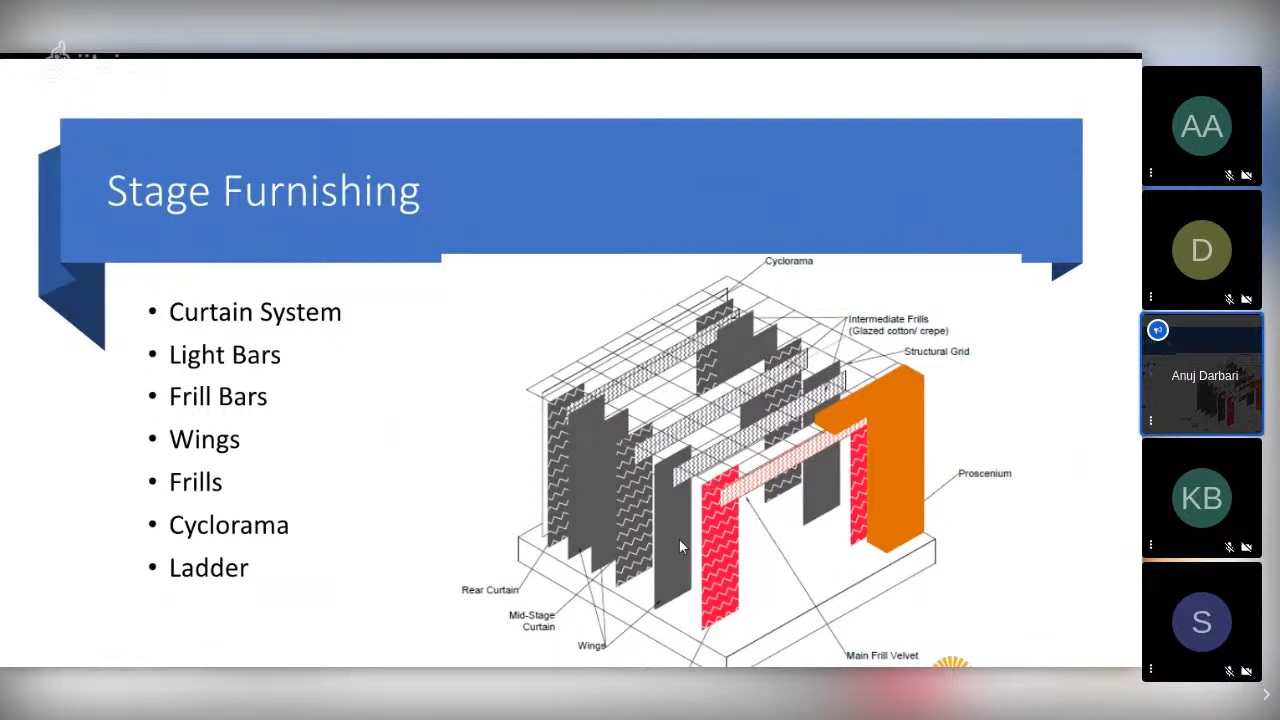 Stage Furnishing
• Curtain System
• Light Bars
• Frill Bars
• Wings
• Frills
• Cyclorama
• Ladder
Cyclorama
Intermediate Frills
(Glazed cotton/ crepe)
Structural Grid
Proscenium
Rear Curtain
Mid-Stage
Curtain
Wings
Main Frill Velvet
AA
D
Anuj Darbari
KB
S